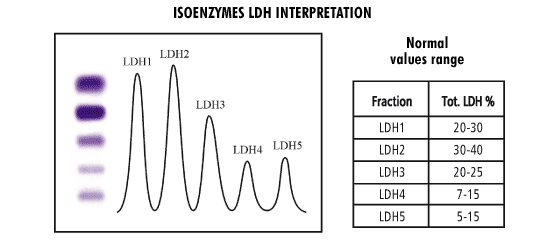 ISOENZYMES LDH INTERPRETATION
LDH1 LDH2
LDH3
LDH4 LDH5
Normal
values range
Fraction Tot. LDH %
LDH1 20-30
LDH2 30-40
LDH3 20-25
LDH4 7-15
LDH5 5-15